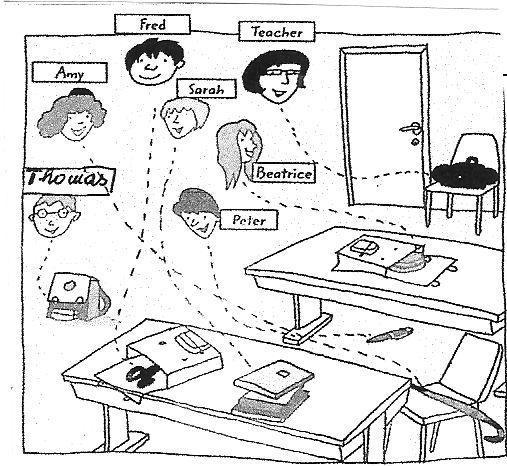 Fred
Teacher
Amy
Sarah
Thomas
Beatrice
Peter